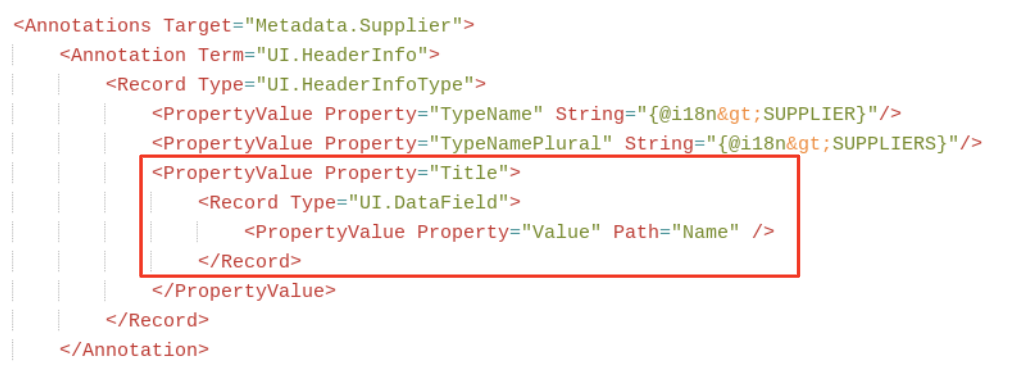 <Annotations Target="Metadata.Supplier">
<Annotation Term="UI.HeaderInfo">
<Record Type="UI.HeaderInfoType">
<PropertyValue Property="TypeName" String="{@i18n&gt;SUPPLIER}"/>
<PropertyValue Property="TypeNamePlural" String="{@i18n&gt;SUPPLIERS}"/>
<PropertyValue Property="Title">
<Record Type="UI.DataField">
<PropertyValue Property="Value" Path="Name" />
</Record>
</PropertyValue>
</Record>
</Annotation>